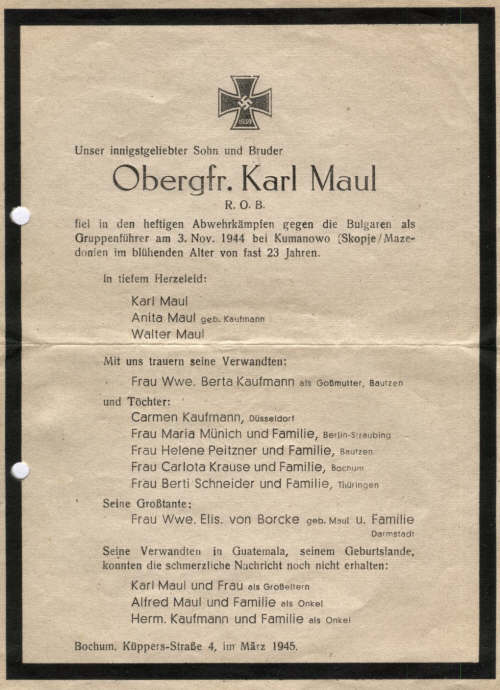 1939
Unser innigstgeliebter Sohn und Bruder
Obergfr. Karl Maul
R. O. B.
fiel in den heftigen Abwehrkämpfen gegen die Bulgaren als
Gruppenführer am 3. Nov. 1944 bei Kumanowo (Skopje/Maze-
donien im blühenden Alter von fast 23 Jahren.
In tiefem Herzeleid:
Karl Maul
Anita Maul geb. Kaufmann
Walter Maul
Mit uns trauern seine Verwandten:
Frau Wwe. Berta Kaufmann als Goßmutter, Bautzen
und Töchter:
Carmen Kaufmann, Düsseldorf
Frau Maria Münich und Familie, Berlin-Straubing
Frau Helene Peitzner und Familie, Bautzen
Frau Carlota Krause und Familie, Bochum
Frau Berti Schneider und Familie, Thüringen
Seine Großtante:
Frau Wwe. Elis. von Borcke geb. Maul u. Familie
Darmstadt
Seine Verwandten in Guatemala, seinem Geburtslande,
konnten die schmerzliche Nachricht noch nicht erhalten:
Karl Maul und Frau als Großeltern
Alfred Maul und Familie als Onkel
Herm. Kaufmann und Familie als Onkel
Bochum, Küppers-Straße 4, im März 1945.